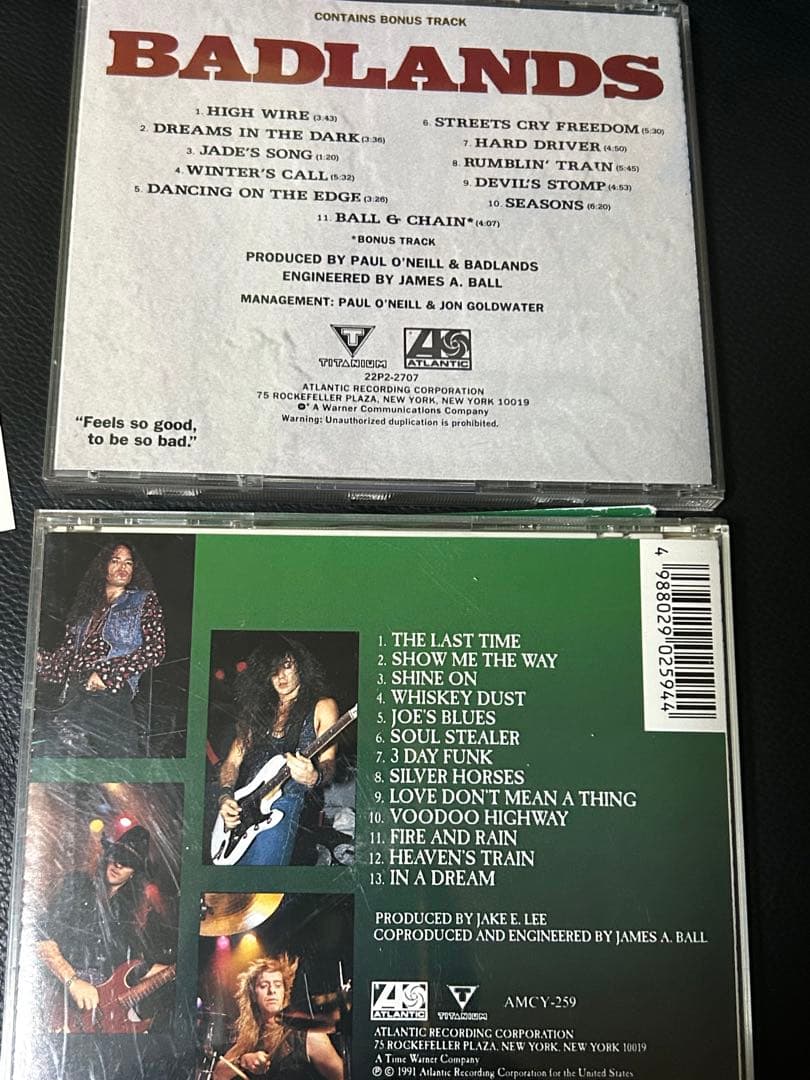 CONTAINS BONUS TRACK
BADLANDS
1. HIGH WIRE (3:43)
2. DREAMS IN THE DARK (3:36)
3. JADE'S SONG (1:20)
4. WINTER'S CALL (5:32)
5. DANCING ON THE EDGE (3:26)
6. STREETS CRY FREEDOM (5:30)
7. HARD DRIVER (4:50)
8. RUMBLIN' TRAIN (5:45)
9. DEVIL'S STOMP (4:53)
10. SEASONS (6:20)
11. BALL & CHAIN* (4:07)
*BONUS TRACK
PRODUCED BY PAUL O'NEILL & BADLANDS
ENGINEERED BY JAMES A. BALL
MANAGEMENT: PAUL O'NEILL & JON GOLDWATER
T TITANIUM
ATLANTIC
22P2-2707
ATLANTIC RECORDING CORPORATION
75 ROCKEFELLER PLAZA, NEW YORK, NEW YORK 10019
A Warner Communications Company
Warning: Unauthorized duplication is prohibited.
"Feels so good,
to be so bad."
4 988029 025944
1. THE LAST TIME
2. SHOW ME THE WAY
3. SHINE ON
4. WHISKEY DUST
5. JOE'S BLUES
6. SOUL STEALER
7. 3 DAY FUNK
8. SILVER HORSES
9. LOVE DON'T MEAN A THING
10. VOODOO HIGHWAY
11. FIRE AND RAIN
12. HEAVEN'S TRAIN
13. IN A DREAM
PRODUCED BY JAKE E. LEE
COPRODUCED AND ENGINEERED BY JAMES A. BALL
ATLANTIC
T TITANIUM
AMCY-259
ATLANTIC RECORDING CORPORATION
75 ROCKEFELLER PLAZA, NEW YORK, NEW YORK 10019
A Time Warner Company
℗ © 1991 Atlantic Recording Corporation for the United States